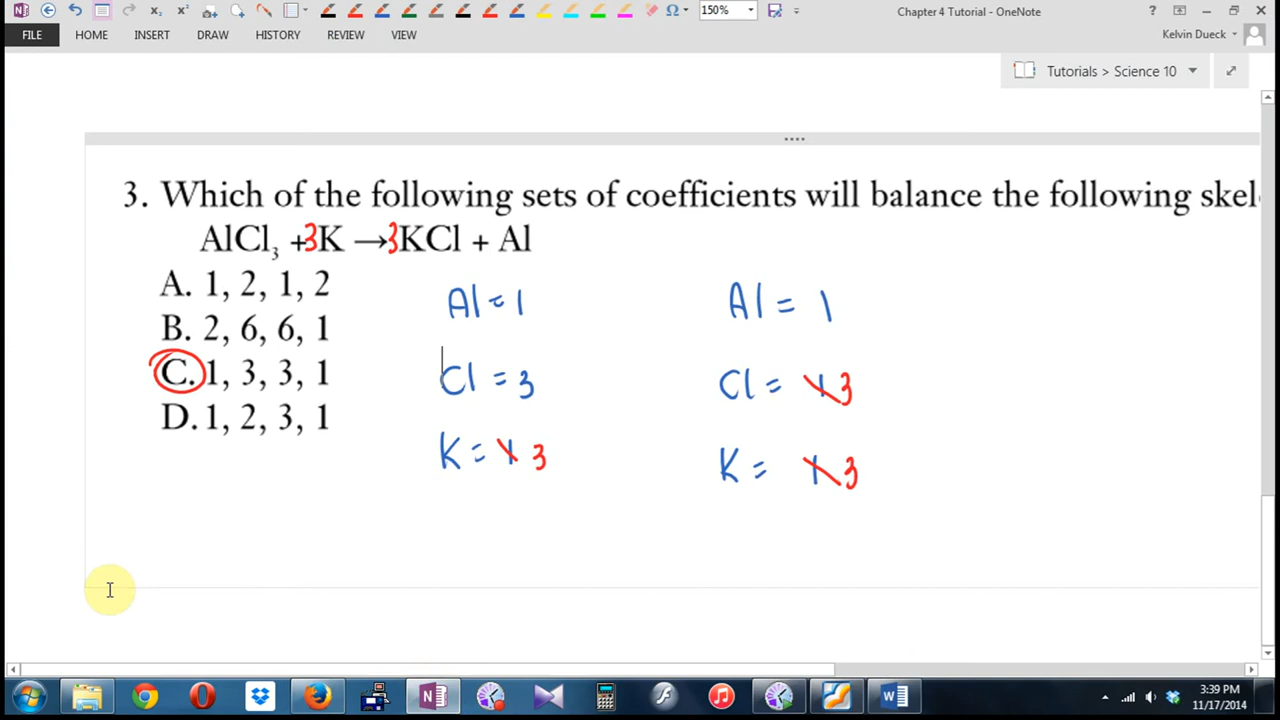 150%
Chapter 4 Tutorial - OneNote
FILE HOME INSERT DRAW HISTORY REVIEW VIEW
Kelvin Dueck
Tutorials > Science 10
3. Which of the following sets of coefficients will balance the following skel
AlCl₃ + 3K → 3KCl + Al
A. 1, 2, 1, 2
Al = 1 Al = 1
B. 2, 6, 6, 1
C. 1, 3, 3, 1
Cl = 3 Cl = 1 3
D. 1, 2, 3, 1
K = 1 3 K = 1 3
3:39 PM
11/17/2014